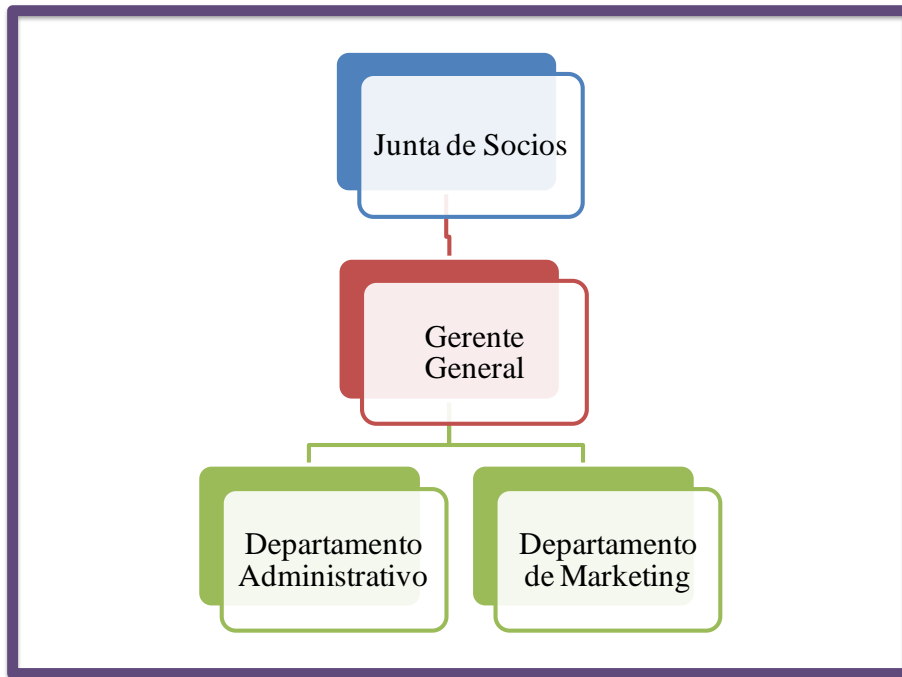 Junta de Socios
Gerente
General
Departamento
Administrativo
Departamento
de Marketing